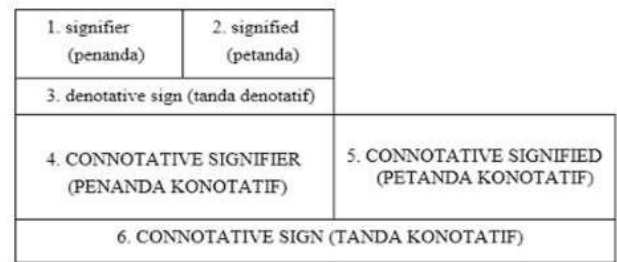 1. signifier
(penanda)
2. signified
(petanda)
3. denotative sign (tanda denotatif)
4. CONNOTATIVE SIGNIFIER
(PENANDA KONOTATIF)
5. CONNOTATIVE SIGNIFIED
(PETANDA KONOTATIF)
6. CONNOTATIVE SIGN (TANDA KONOTATIF)